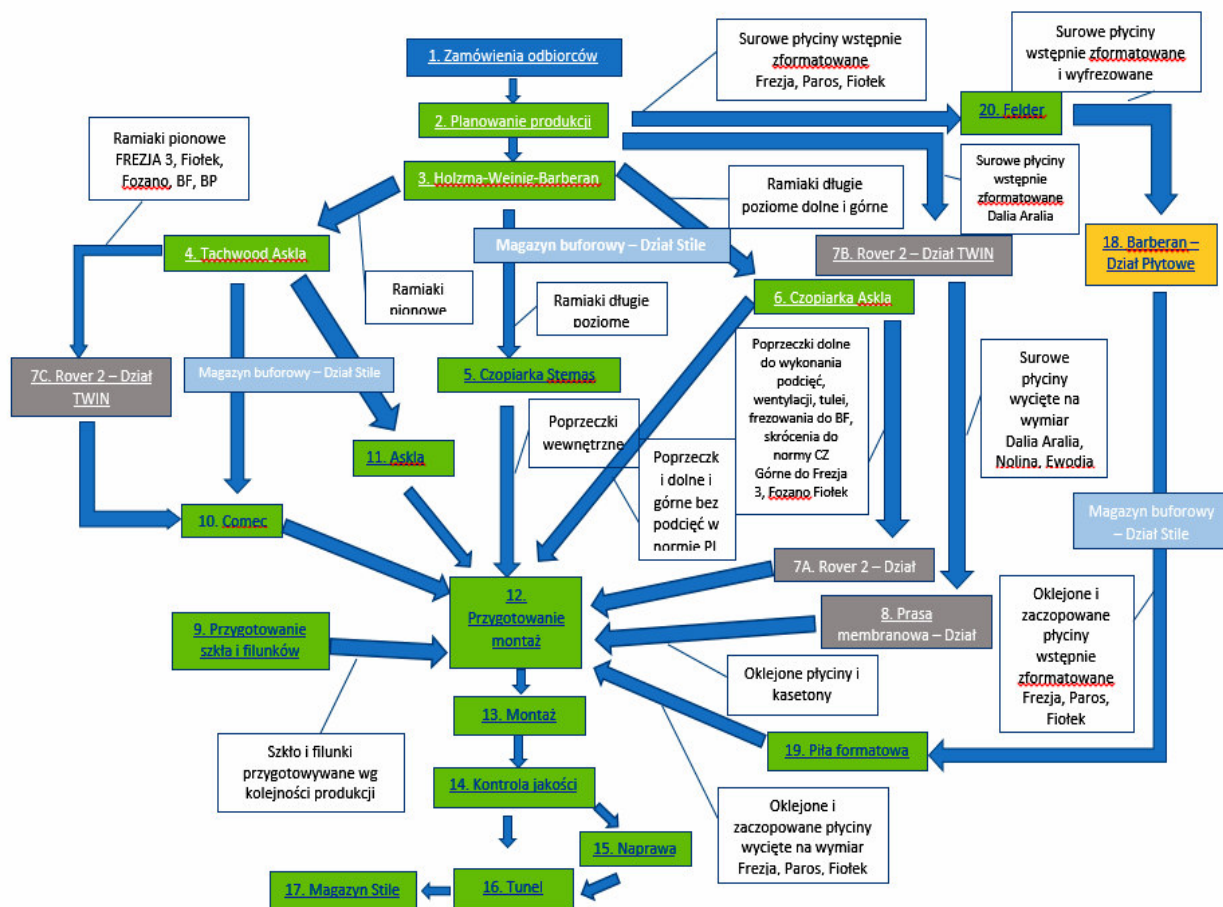 1. Zamówienia odbiorców
Surowe płyciny wstępnie
zformatowane
Frezja, Paros, Fiołek
Surowe płyciny
wstępnie zformatowane
i wyfrezowane
20. Felder
2. Planowanie produkcji
Ramiaki pionowe
FREZJA 3, Fiołek,
Fozano, BF, BP
3. Holzma-Weinig-Barberan
Ramiaki długie
poziome dolne i górne
Surowe płyciny
wstępnie
zformatowane
Dalia Aralia
4. Tachwood Askla
Magazyn buforowy – Dział Stile
7B. Rover 2 – Dział TWIN
18. Barberan –
Dział Płytowe
Ramiaki
pionowe
Ramiaki długie
poziome
6. Czopiarka Askla
7C. Rover 2 – Dział
TWIN
Magazyn buforowy – Dział Stile
5. Czopiarka Stemas
Poprzeczki dolne
do wykonania
podcięć,
wentylacji, tulei,
frezowania do BF,
skrócenia do
normy CZ
Górne do Frezja
3, Fozano Fiołek
Surowe
płyciny
wycięte na
wymiar
Dalia Aralia,
Nolina, Ewodia
Poprzeczki
wewnętrzne
11. Askla
Poprzeczk
i dolne i
górne bez
podcięć w
normie PL
10. Comec
Magazyn buforowy
– Dział Stile
7A. Rover 2 – Dział
12.
Przygotowanie
montaż
9. Przygotowanie
szkła i filunków
8. Prasa
membranowa – Dział
Oklejone i
zaczopowane
płyciny
wstępnie
zformatowane
Frezja, Paros,
Fiołek
Oklejone płyciny i
kasetony
13. Montaż
Szkło i filunki
przygotowywane wg
kolejności produkcji
19. Piła formatowa
14. Kontrola jakości
Oklejone i
zaczopowane płyciny
wycięte na wymiar
Frezja, Paros, Fiołek
15. Naprawa
17. Magazyn Stile
16. Tunel